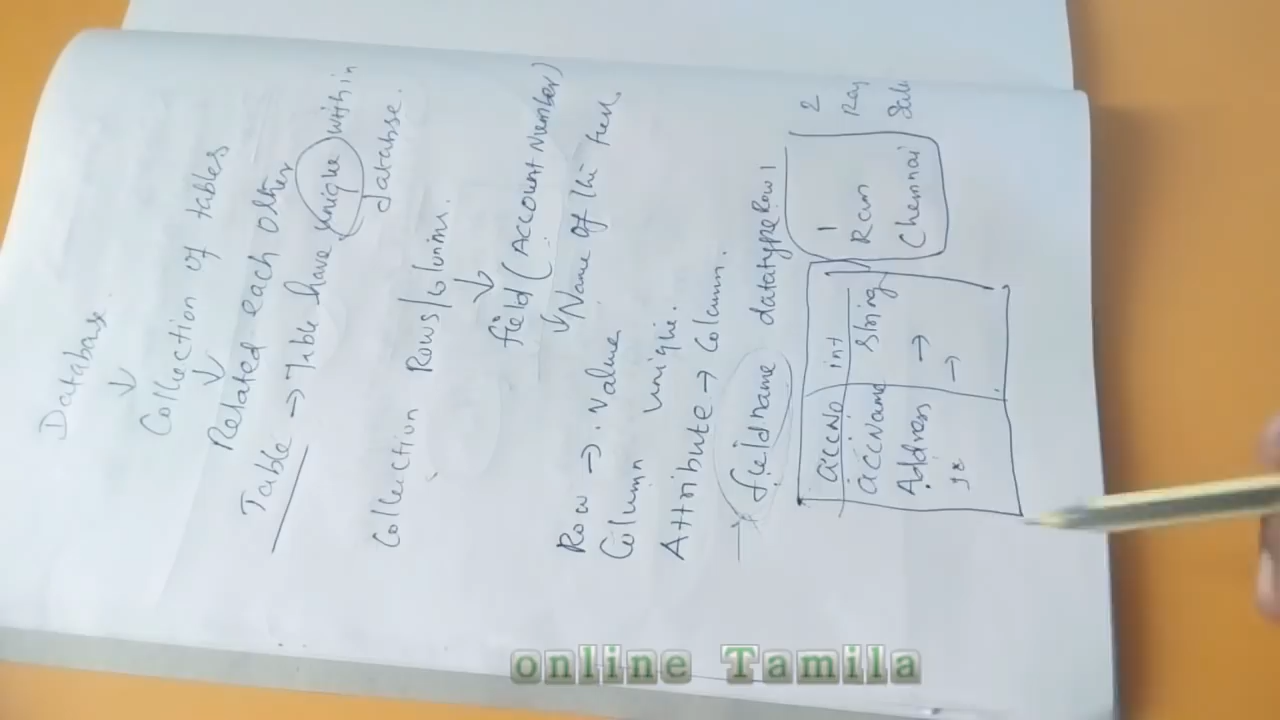 Database
↓
Collection of tables
↓
Related each other
Table → Table have unique within
database.
Collection Rows/Column.
↓
field (Account Number)
↓ Name of the
Row → Value
Column unique.
Attribute → Column.
→ fieldname datatype Row 1
accNo int 1 2
accName String Ram Raj
Address → Chennai
→
online Tamila